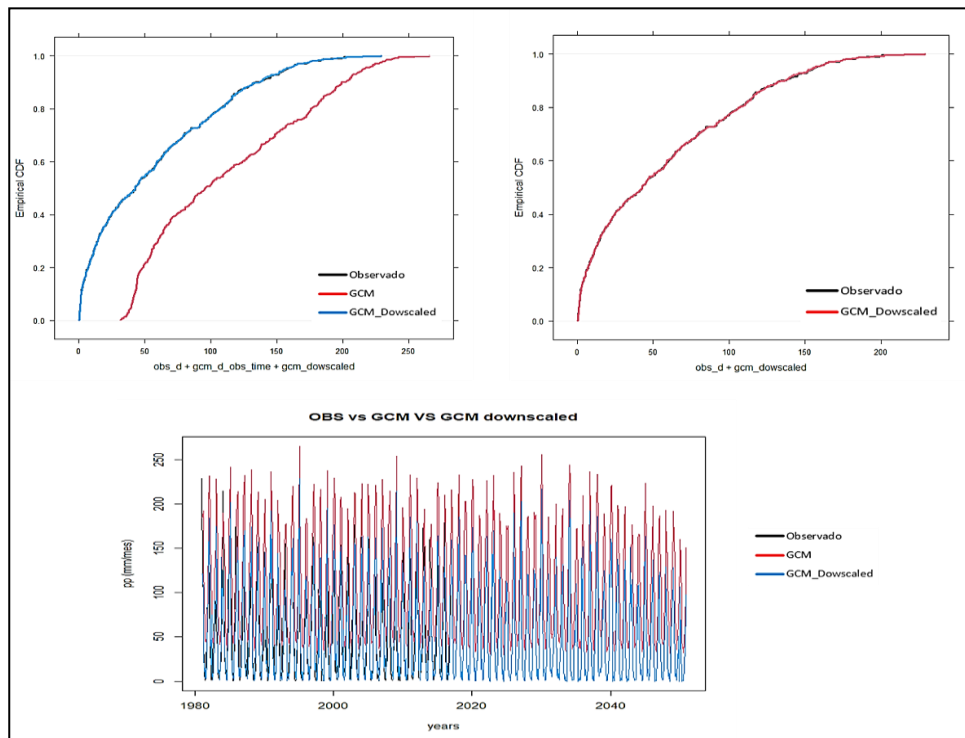 1.0
0.8
0.6
0.4
0.2
0.0
Empirical CDF
Observado
GCM
GCM_Dowscaled
0 50 100 150 200 250
obs_d + gcm_d_obs_time + gcm_dowscaled
1.0
0.8
0.6
0.4
0.2
0.0
Empirical CDF
Observado
GCM_Dowscaled
0 50 100 150 200
obs_d + gcm_dowscaled
OBS vs GCM VS GCM downscaled
250
200
150
100
50
0
pp (mm/mes)
1980 2000 2020 2040
years
Observado
GCM
GCM_Dowscaled